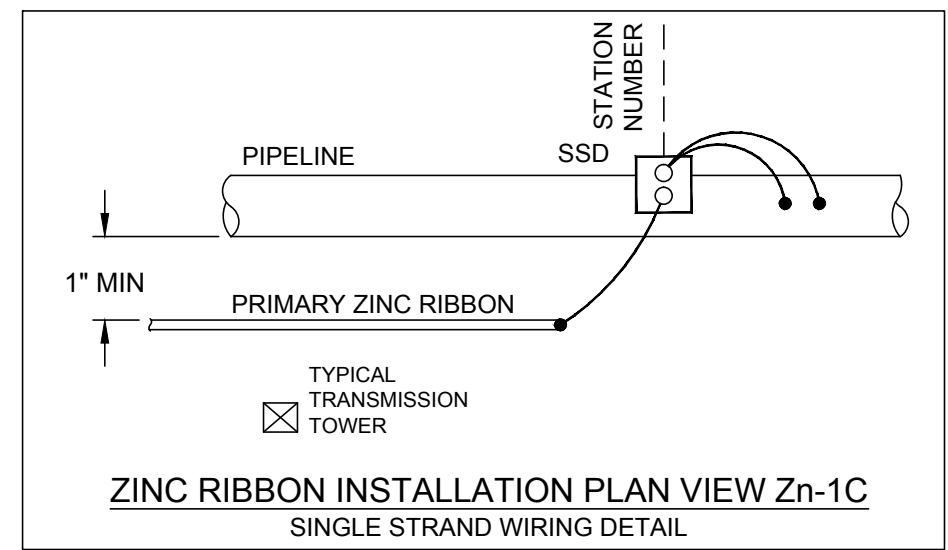 STATION
NUMBER
SSD
PIPELINE
1" MIN
PRIMARY ZINC RIBBON
TYPICAL
TRANSMISSION
TOWER
ZINC RIBBON INSTALLATION PLAN VIEW Zn-1C
SINGLE STRAND WIRING DETAIL